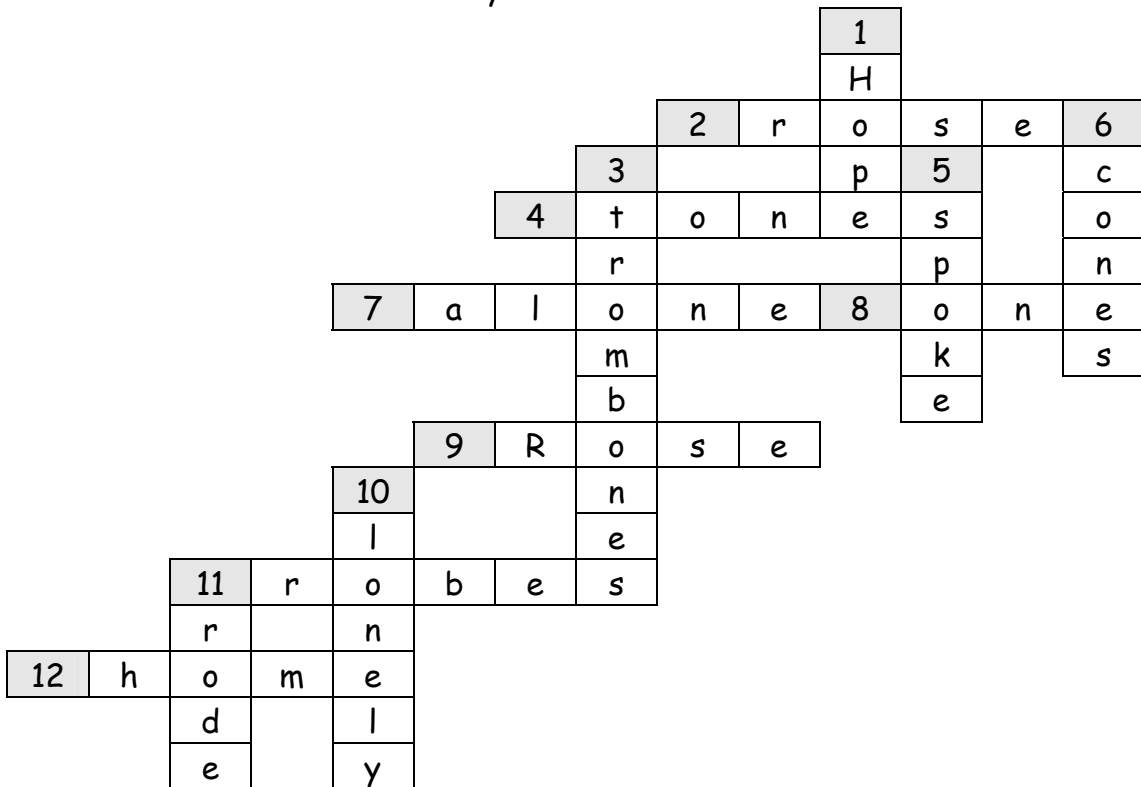 1
H
2 r o s e 6
3 p 5 c
4 t o n e s o
r p n
7 a l o n e 8 o n e
m k s
b e
9 R o s e
10 n
l e
11 r o b e s
r n
12 h o m e
d l
e y